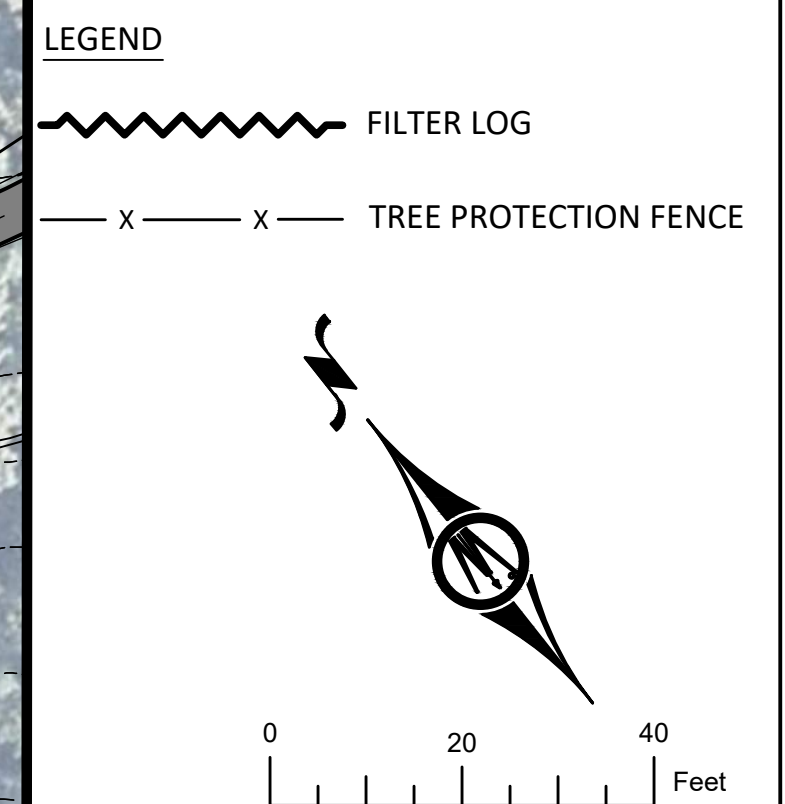 LEGEND
FILTER LOG
X X TREE PROTECTION FENCE
N
0 20 40
Feet